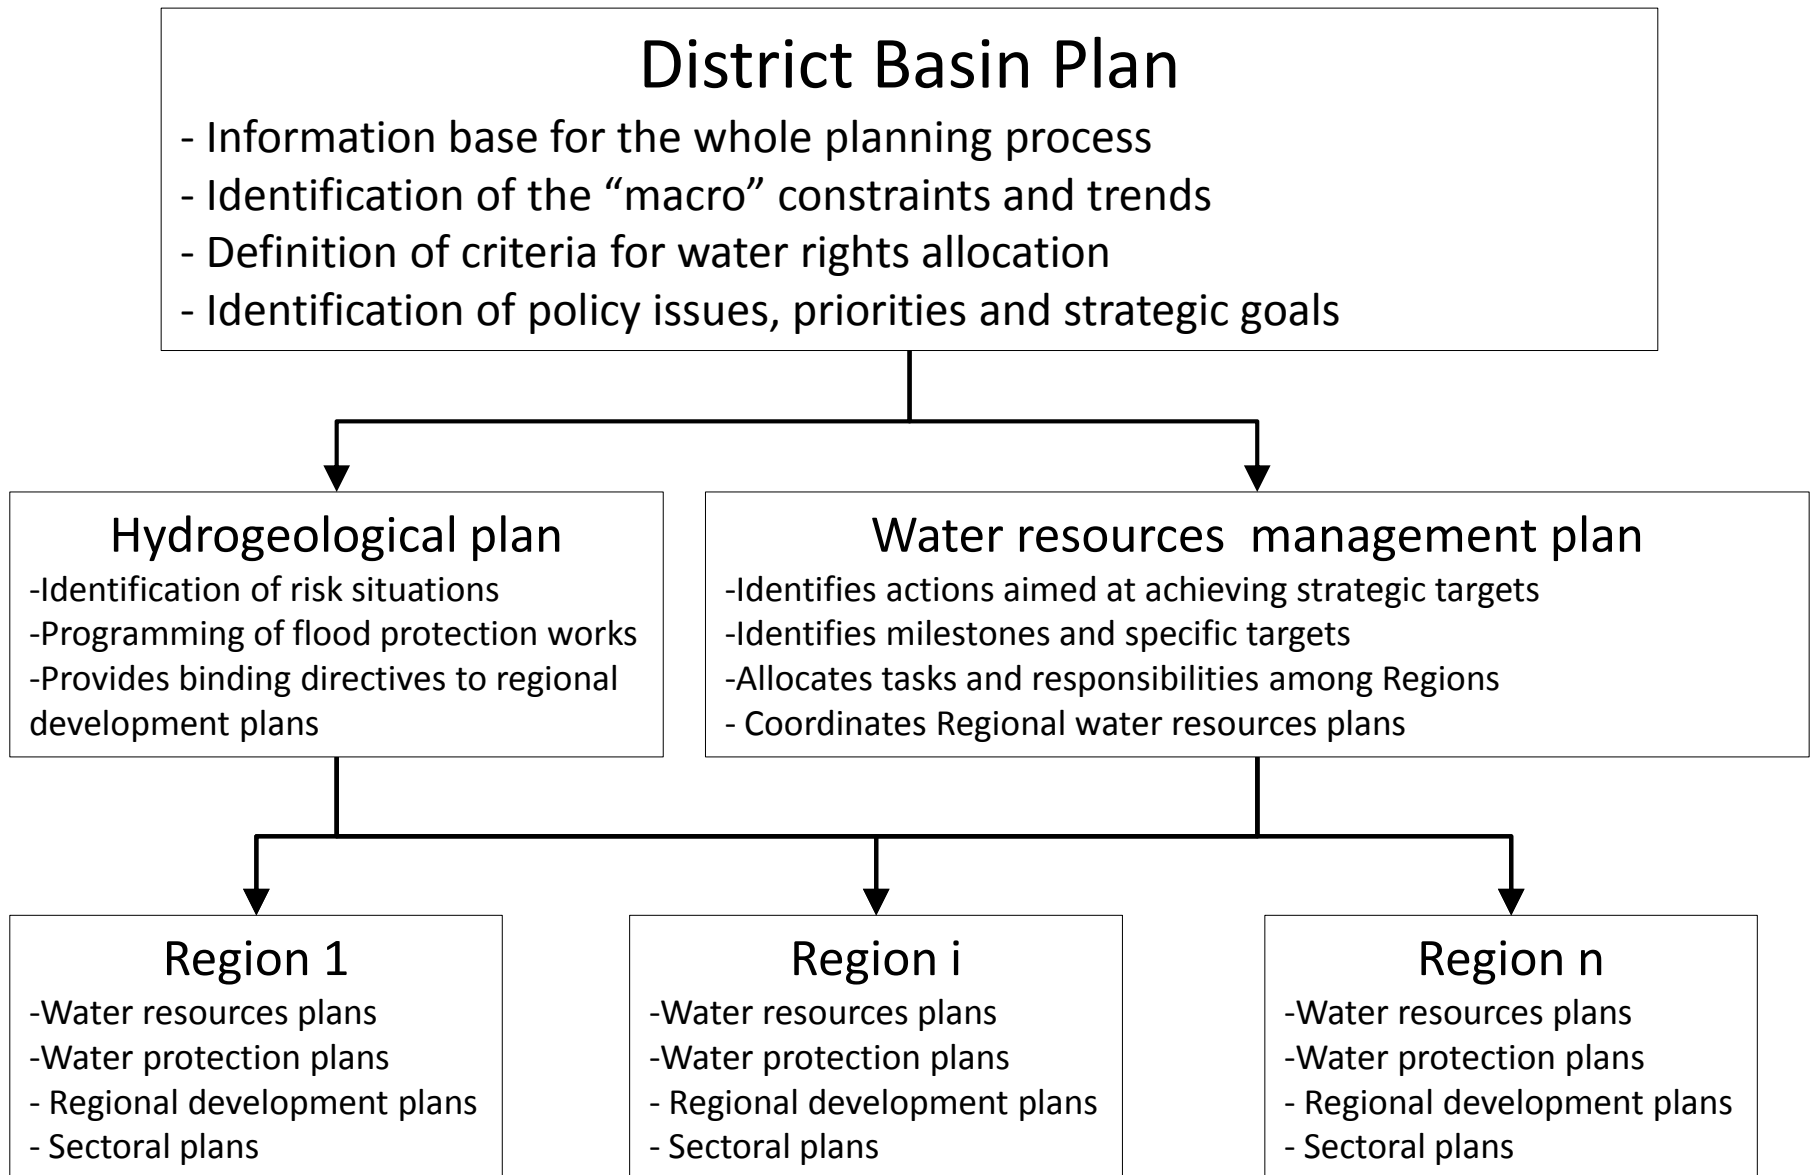 District Basin Plan
- Information base for the whole planning process
- Identification of the “macro” constraints and trends
- Definition of criteria for water rights allocation
- Identification of policy issues, priorities and strategic goals
Hydrogeological plan
-Identification of risk situations
-Programming of flood protection works
-Provides binding directives to regional
development plans
Water resources  management plan
-Identifies actions aimed at achieving strategic targets
-Identifies milestones and specific targets
-Allocates tasks and responsibilities among Regions
- Coordinates Regional water resources plans
Region 1
-Water resources plans
-Water protection plans
- Regional development plans
- Sectoral plans
Region i
-Water resources plans
-Water protection plans
- Regional development plans
- Sectoral plans
Region n
-Water resources plans
-Water protection plans
- Regional development plans
- Sectoral plans